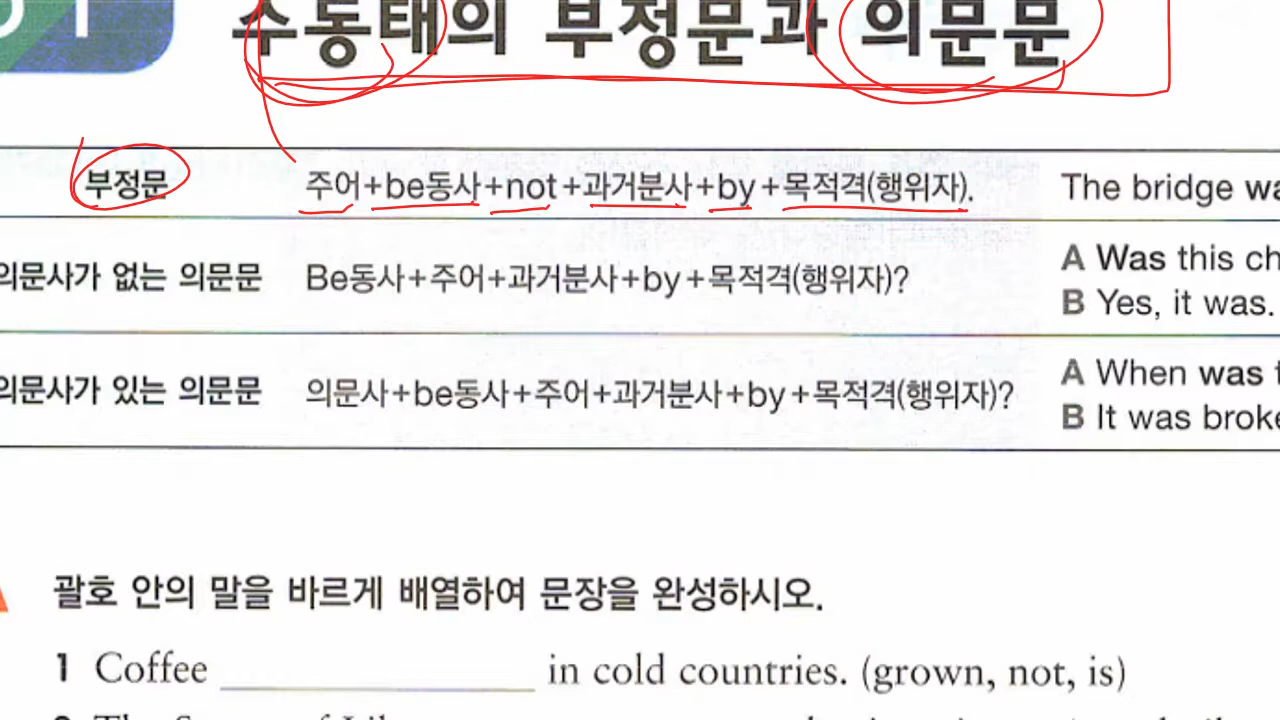 수동태의 부정문과 의문문
부정문 주어+be동사+not+과거분사+by+목적격(행위자). The bridge wa
의문사가 없는 의문문 Be동사+주어+과거분사+by+목적격(행위자)? A Was this ch
B Yes, it was.
의문사가 있는 의문문 의문사+be동사+주어+과거분사+by+목적격(행위자)? A When was t
B It was broke
괄호 안의 말을 바르게 배열하여 문장을 완성하시오.
1 Coffee in cold countries. (grown, not, is)